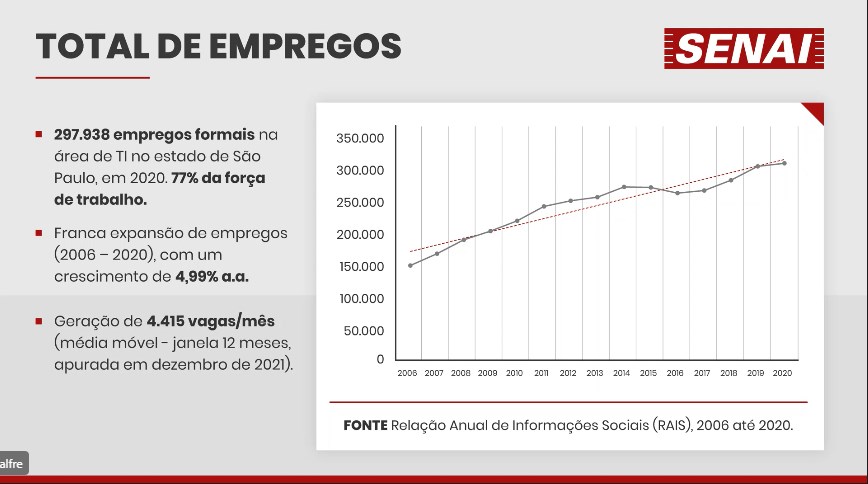 TOTAL DE EMPREGOS
SENAI
297.938 empregos formais na
área de TI no estado de São
Paulo, em 2020. 77% da força
de trabalho.
Franca expansão de empregos
(2006 – 2020), com um
crescimento de 4,99% a.a.
Geração de 4.415 vagas/mês
(média móvel - janela 12 meses,
apurada em dezembro de 2021).
350.000
300.000
250.000
200.000
150.000
100.000
50.000
0
2006 2007 2008 2009 2010 2011 2012 2013 2014 2015 2016 2017 2018 2019 2020
FONTE Relação Anual de Informações Sociais (RAIS), 2006 até 2020.
alfre